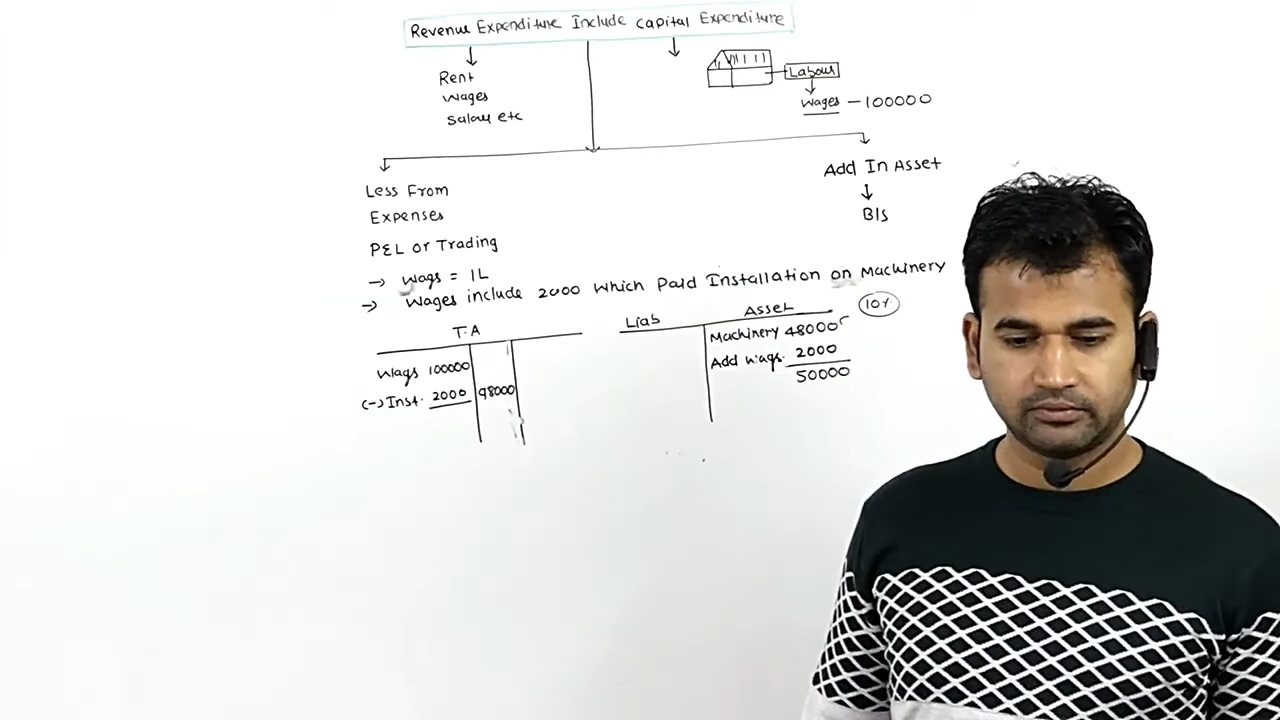 Revenue Expenditure Include Capital Expenditure
Rent
Wages
Salary etc
Labour
Wages - 100000
Less From
Expenses
P&L or Trading
Add In Asset
B/s
→ Wags = 1L
→ Wages include 2000 Which Paid Installation on Machinery
10%
T.A
Wags 100000
(-) Inst. 2000 98000
Liab Asset
Machinery 48000
Add Wags. 2000
50000